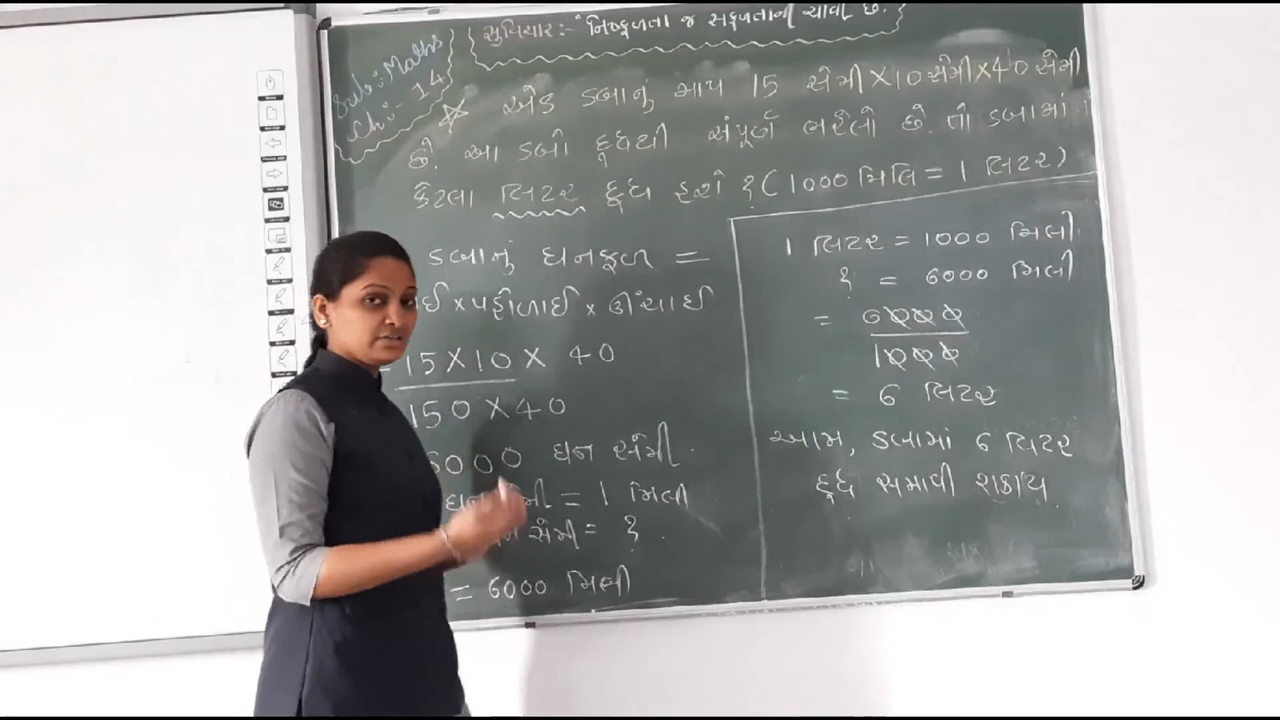 Sub:- Maths
Ch:- 14
સુવિચાર:- "નિષ્ફળતા જ સફળતાની ચાવી છે.
એક ડબાનું માપ 15 સેમી X 10 સેમી X 40 સેમી
છે. આ ડબો દૂધથી સંપૂર્ણ ભરેલો છે. તો ડબામાં
કેટલા લિટર દૂધ હશે ? (1000 મિલિ = 1 લિટર)
ડબાનું ઘનફળ =
ઈ x પહોળાઈ x ઊંચાઈ
15 X 10 X 40
150 X 40
6000 ઘન સેમી.
ઘન સેમી = 1 મિલી
સેમી = ?
= 6000 મિલી
1 લિટર = 1000 મિલી
? = 6000 મિલી
= 6000
1000
= 6 લિટર
આમ, ડબામાં 6 લિટર
દૂધ સમાવી શકાય